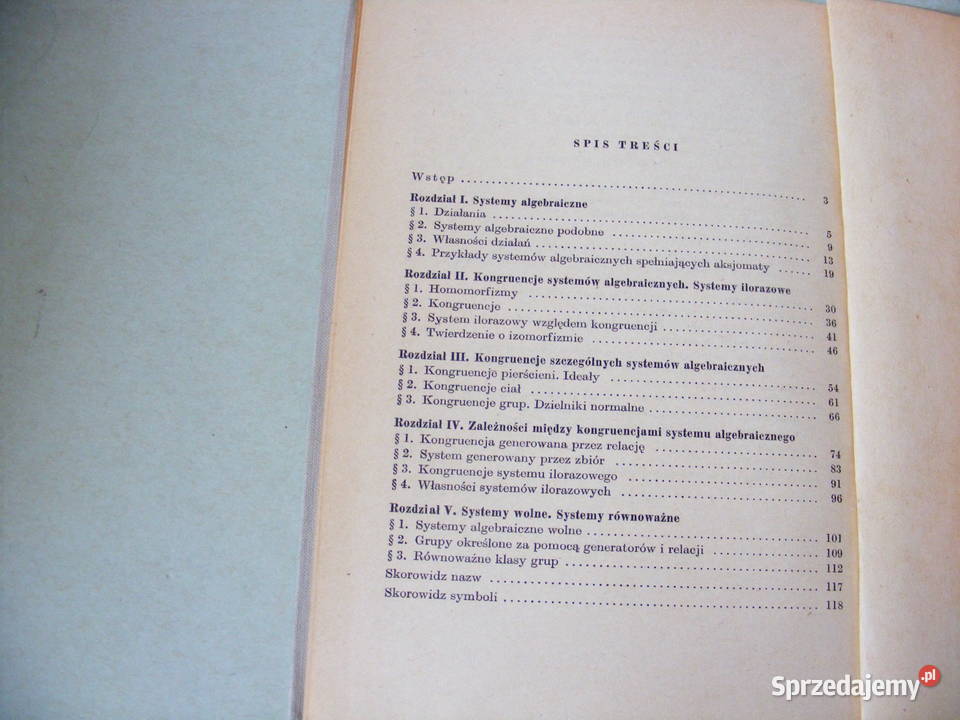 SPIS TREŚCI
Wstęp 3
Rozdział I. Systemy algebraiczne
§ 1. Działania 5
§ 2. Systemy algebraiczne podobne 9
§ 3. Własności działań 13
§ 4. Przykłady systemów algebraicznych spełniających aksjomaty 19
Rozdział II. Kongruencje systemów algebraicznych. Systemy ilorazowe
§ 1. Homomorfizmy 30
§ 2. Kongruencje 36
§ 3. System ilorazowy względem kongruencji 41
§ 4. Twierdzenie o izomorfizmie 46
Rozdział III. Kongruencje szczególnych systemów algebraicznych
§ 1. Kongruencje pierścieni. Ideały 54
§ 2. Kongruencje ciał 61
§ 3. Kongruencje grup. Dzielniki normalne 66
Rozdział IV. Zależności między kongruencjami systemu algebraicznego
§ 1. Kongruencja generowana przez relację 74
§ 2. System generowany przez zbiór 83
§ 3. Kongruencje systemu ilorazowego 91
§ 4. Własności systemów ilorazowych 96
Rozdział V. Systemy wolne. Systemy równoważne
§ 1. Systemy algebraiczne wolne 101
§ 2. Grupy określone za pomocą generatorów i relacji 109
§ 3. Równoważne klasy grup 112
Skorowidz nazw 117
Skorowidz symboli 118
Sprzedajemy.pl